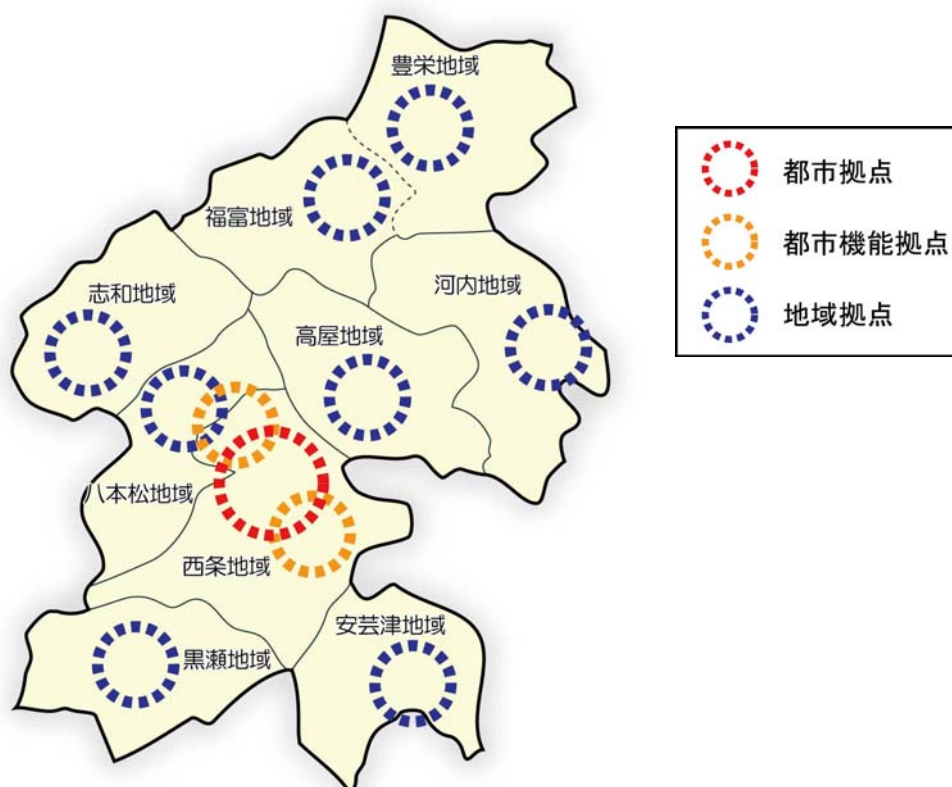 豊栄地域
福富地域
志和地域
河内地域
高屋地域
八本松地域
西条地域
安芸津地域
黒瀬地域
都市拠点
都市機能拠点
地域拠点